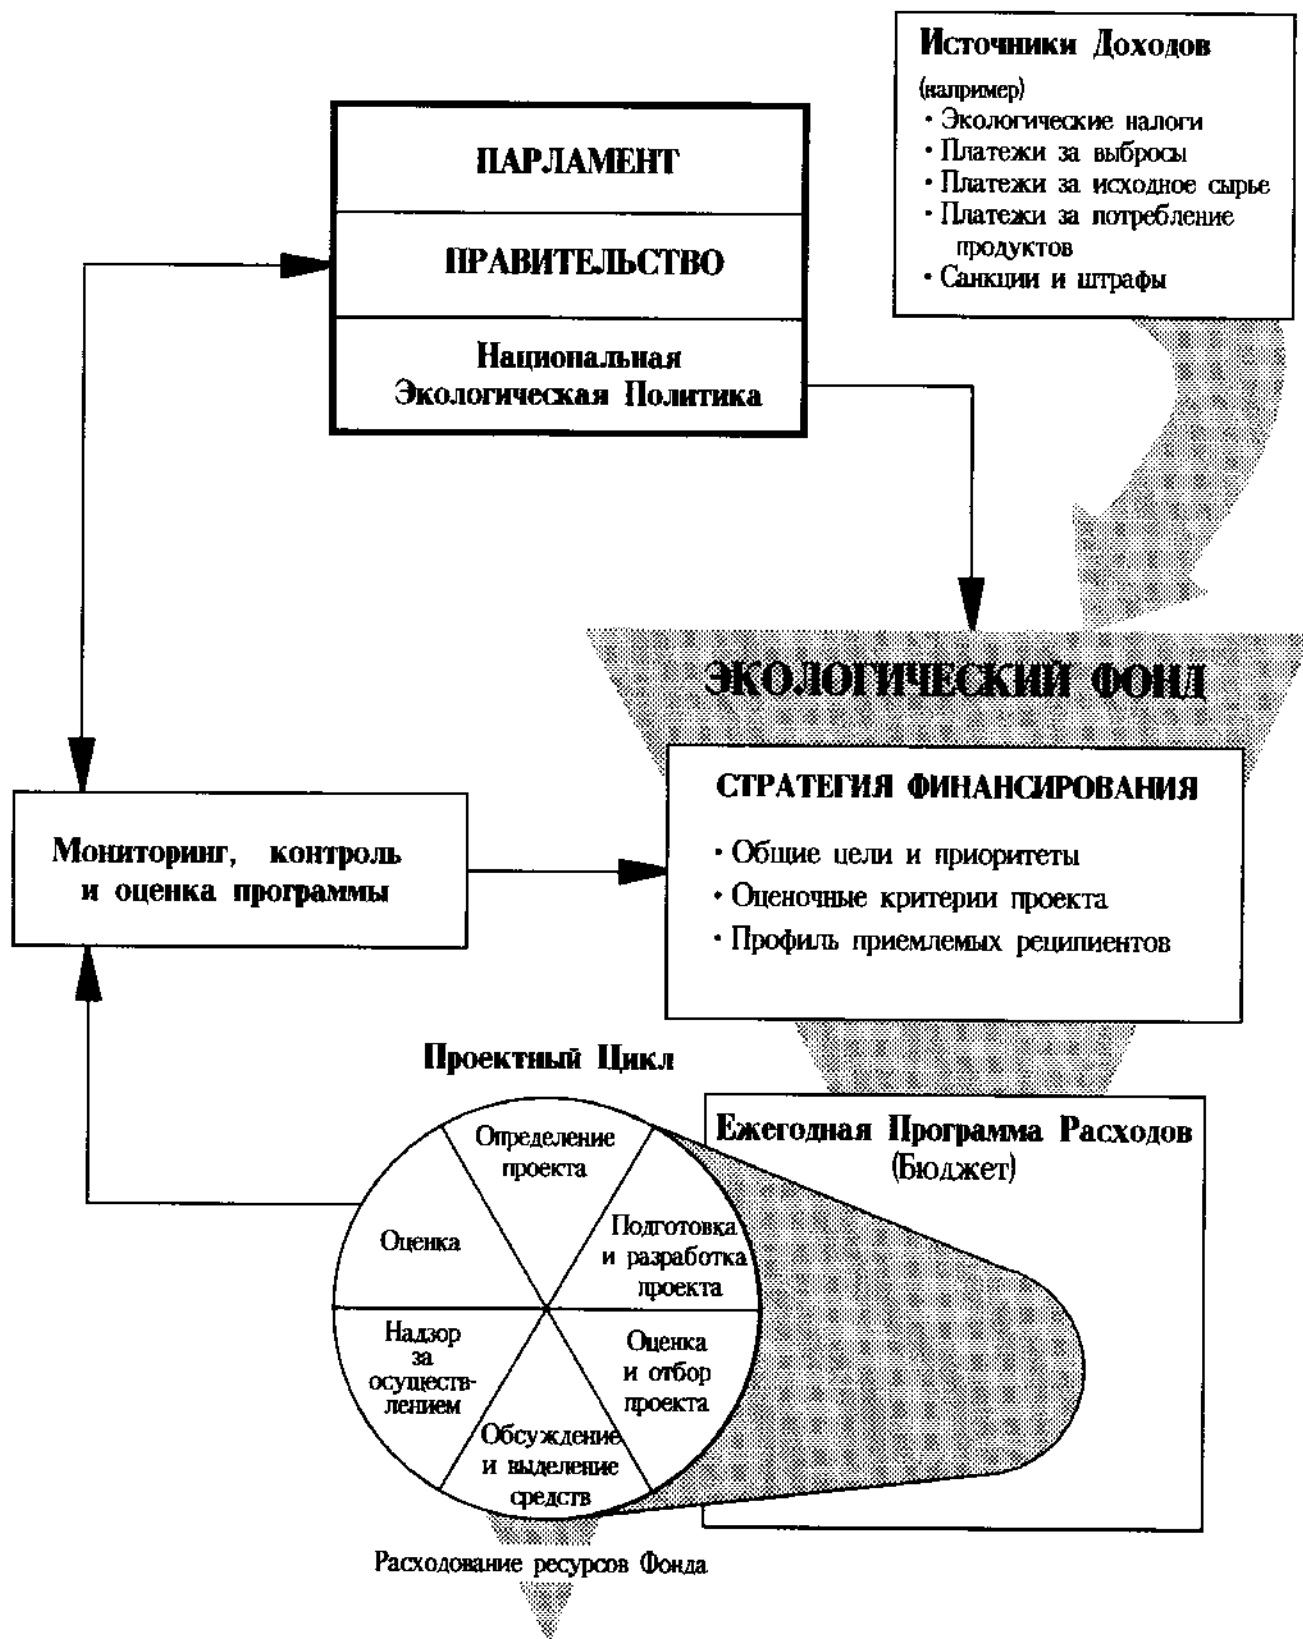 Источники Доходов
(например)
• Экологические налоги
• Платежи за выбросы
• Платежи за исходное сырье
• Платежи за потребление
продуктов
• Санкции и штрафы
ПАРЛАМЕНТ
ПРАВИТЕЛЬСТВО
Национальная
Экологическая Политика
ЭКОЛОГИЧЕСКИЙ ФОНД
СТРАТЕГИЯ ФИНАНСИРОВАНИЯ
• Общие цели и приоритеты
• Оценочные критерии проекта
• Профиль приемлемых реципиентов
Мониторинг, контроль
и оценка программы
Проектный Цикл
Ежегодная Программа Расходов
(Бюджет)
Определение
проекта
Подготовка
и разработка
проекта
Оценка
и отбор
проекта
Обсуждение
и выделение
средств
Надзор
за
осуществ-
лением
Оценка
Расходование ресурсов Фонда